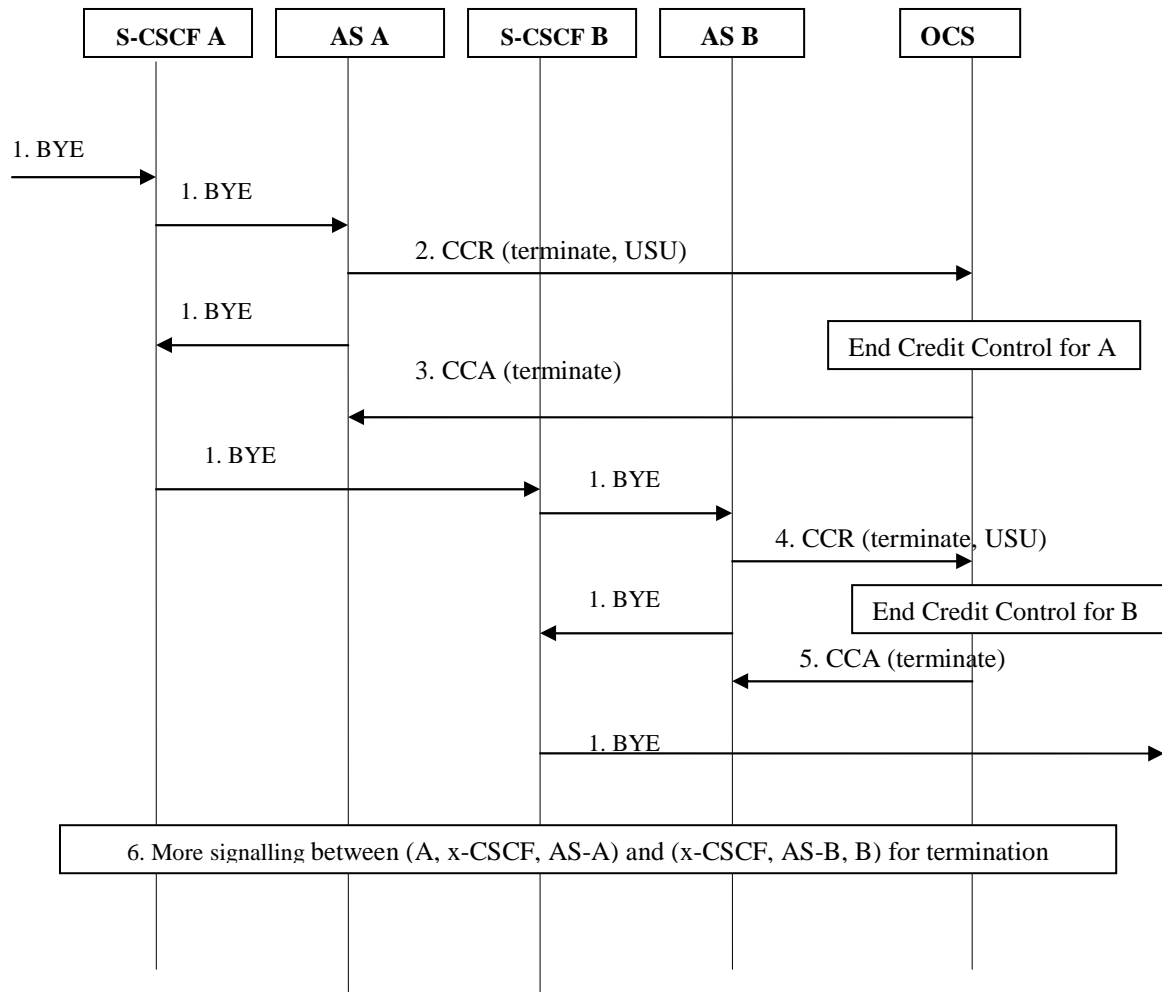 S-CSCF A
AS A
S-CSCF B
AS B
OCS
1. BYE
1. BYE
2. CCR (terminate, USU)
1. BYE
End Credit Control for A
3. CCA (terminate)
1. BYE
1. BYE
4. CCR (terminate, USU)
1. BYE
End Credit Control for B
5. CCA (terminate)
1. BYE
6. More signalling between (A, x-CSCF, AS-A) and (x-CSCF, AS-B, B) for termination